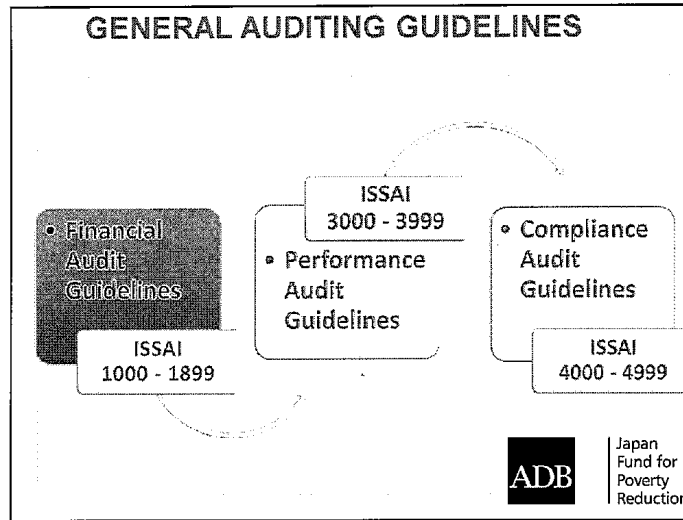 GENERAL AUDITING GUIDELINES
• Financial
Audit
Guidelines
ISSAI
1000 - 1899
ISSAI
3000 - 3999
• Performance
Audit
Guidelines
• Compliance
Audit
Guidelines
ISSAI
4000 - 4999
ADB
Japan
Fund for
Poverty
Reduction